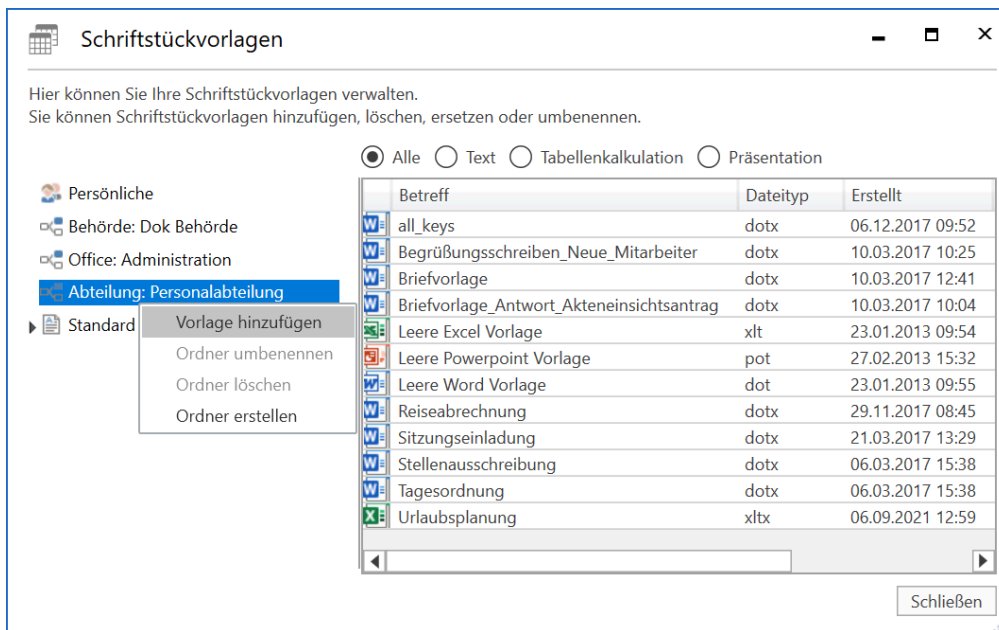 Schriftstückvorlagen
Hier können Sie Ihre Schriftstückvorlagen verwalten.
Sie können Schriftstückvorlagen hinzufügen, löschen, ersetzen oder umbenennen.
Alle Text Tabellenkalkulation Präsentation
Persönliche
Behörde: Dok Behörde
Office: Administration
Abteilung: Personalabteilung
Standard
Vorlage hinzufügen
Ordner umbenennen
Ordner löschen
Ordner erstellen
Betreff Dateityp Erstellt
all_keys dotx 06.12.2017 09:52
Begrüßungsschreiben_Neue_Mitarbeiter dotx 10.03.2017 10:25
Briefvorlage dotx 10.03.2017 12:41
Briefvorlage_Antwort_Akteneinsichtsantrag dotx 10.03.2017 10:04
Leere Excel Vorlage xlt 23.01.2013 09:54
Leere Powerpoint Vorlage pot 27.02.2013 15:32
Leere Word Vorlage dot 23.01.2013 09:55
Reiseabrechnung dotx 29.11.2017 08:45
Sitzungseinladung dotx 21.03.2017 13:29
Stellenausschreibung dotx 06.03.2017 15:38
Tagesordnung dotx 06.03.2017 15:38
Urlaubsplanung xltx 06.09.2021 12:59
Schließen